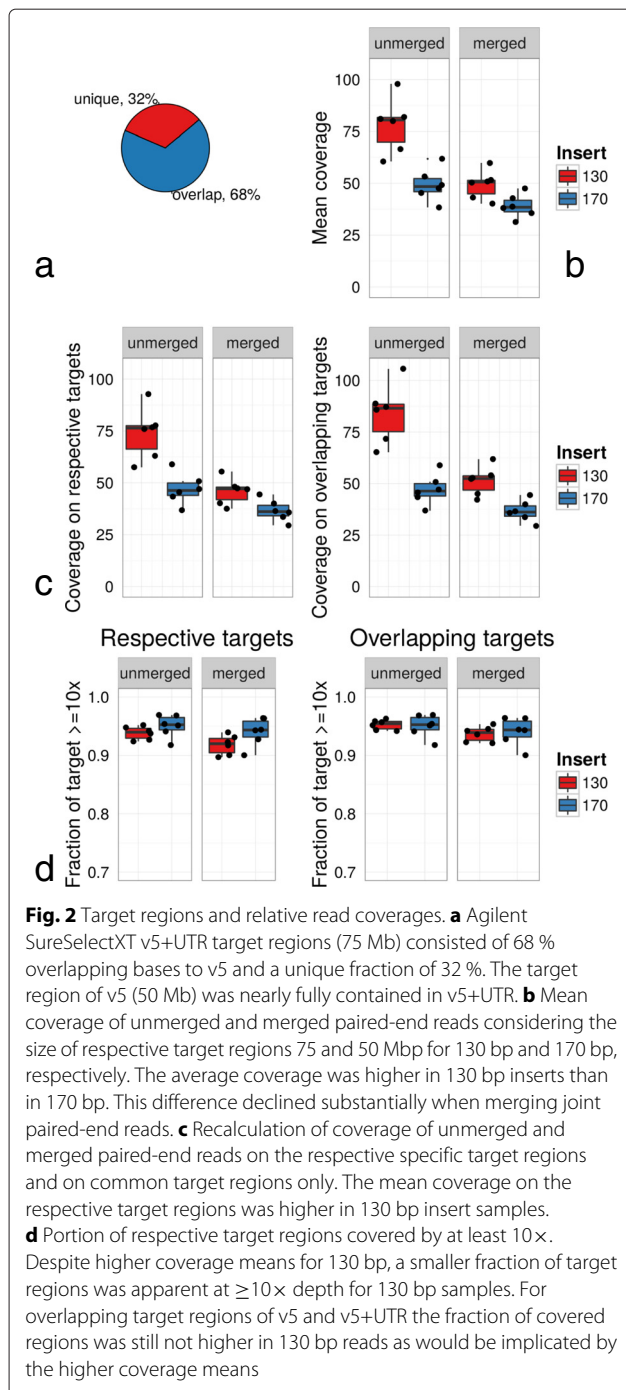 unique, 32%
overlap, 68%
a
unmerged
merged
Mean coverage
100
75
50
25
0
Insert
130
170
b
unmerged
merged
Coverage on respective targets
100
75
50
25
0
c
unmerged
merged
Coverage on overlapping targets
100
75
50
25
0
Insert
130
170
Respective targets
unmerged
merged
Fraction of target >=10x
1.0
0.9
0.8
0.7
d
Overlapping targets
unmerged
merged
Fraction of target >=10x
1.0
0.9
0.8
0.7
Insert
130
170
Fig. 2 Target regions and relative read coverages. a Agilent
SureSelectXT v5+UTR target regions (75 Mb) consisted of 68 %
overlapping bases to v5 and a unique fraction of 32 %. The target
region of v5 (50 Mb) was nearly fully contained in v5+UTR. b Mean
coverage of unmerged and merged paired-end reads considering the
size of respective target regions 75 and 50 Mbp for 130 bp and 170 bp,
respectively. The average coverage was higher in 130 bp inserts than
in 170 bp. This difference declined substantially when merging joint
paired-end reads. c Recalculation of coverage of unmerged and
merged paired-end reads on the respective specific target regions
and on common target regions only. The mean coverage on the
respective target regions was higher in 130 bp insert samples.
d Portion of respective target regions covered by at least 10×.
Despite higher coverage means for 130 bp, a smaller fraction of target
regions was apparent at ≥10× depth for 130 bp samples. For
overlapping target regions of v5 and v5+UTR the fraction of covered
regions was still not higher in 130 bp reads as would be implicated by
the higher coverage means